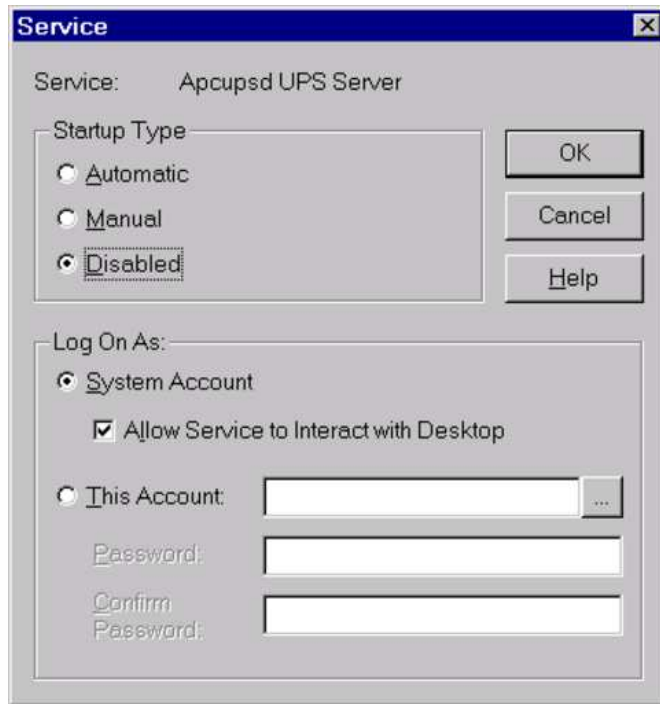 Service
Service: Apcupsd UPS Server
Startup Type
Automatic
Manual
Disabled
OK
Cancel
Help
Log On As:
System Account
Allow Service to Interact with Desktop
This Account:
...
Password:
Confirm
Password: